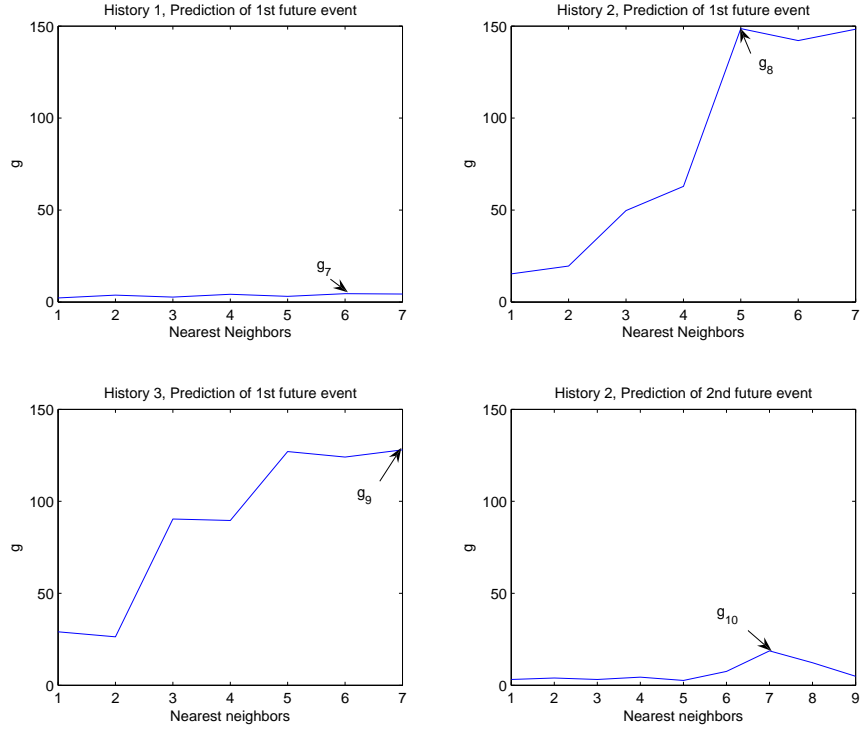 History 1, Prediction of 1st future event
150
100
50
0
g
g7
1 2 3 4 5 6 7
Nearest Neighbors
History 2, Prediction of 1st future event
150
100
50
0
g
g8
1 2 3 4 5 6 7
Nearest Neighbors
History 3, Prediction of 1st future event
150
100
50
0
g
g9
1 2 3 4 5 6 7
Nearest neighbors
History 2, Prediction of 2nd future event
150
100
50
0
g
g10
1 2 3 4 5 6 7 8 9
Nearest neighbors